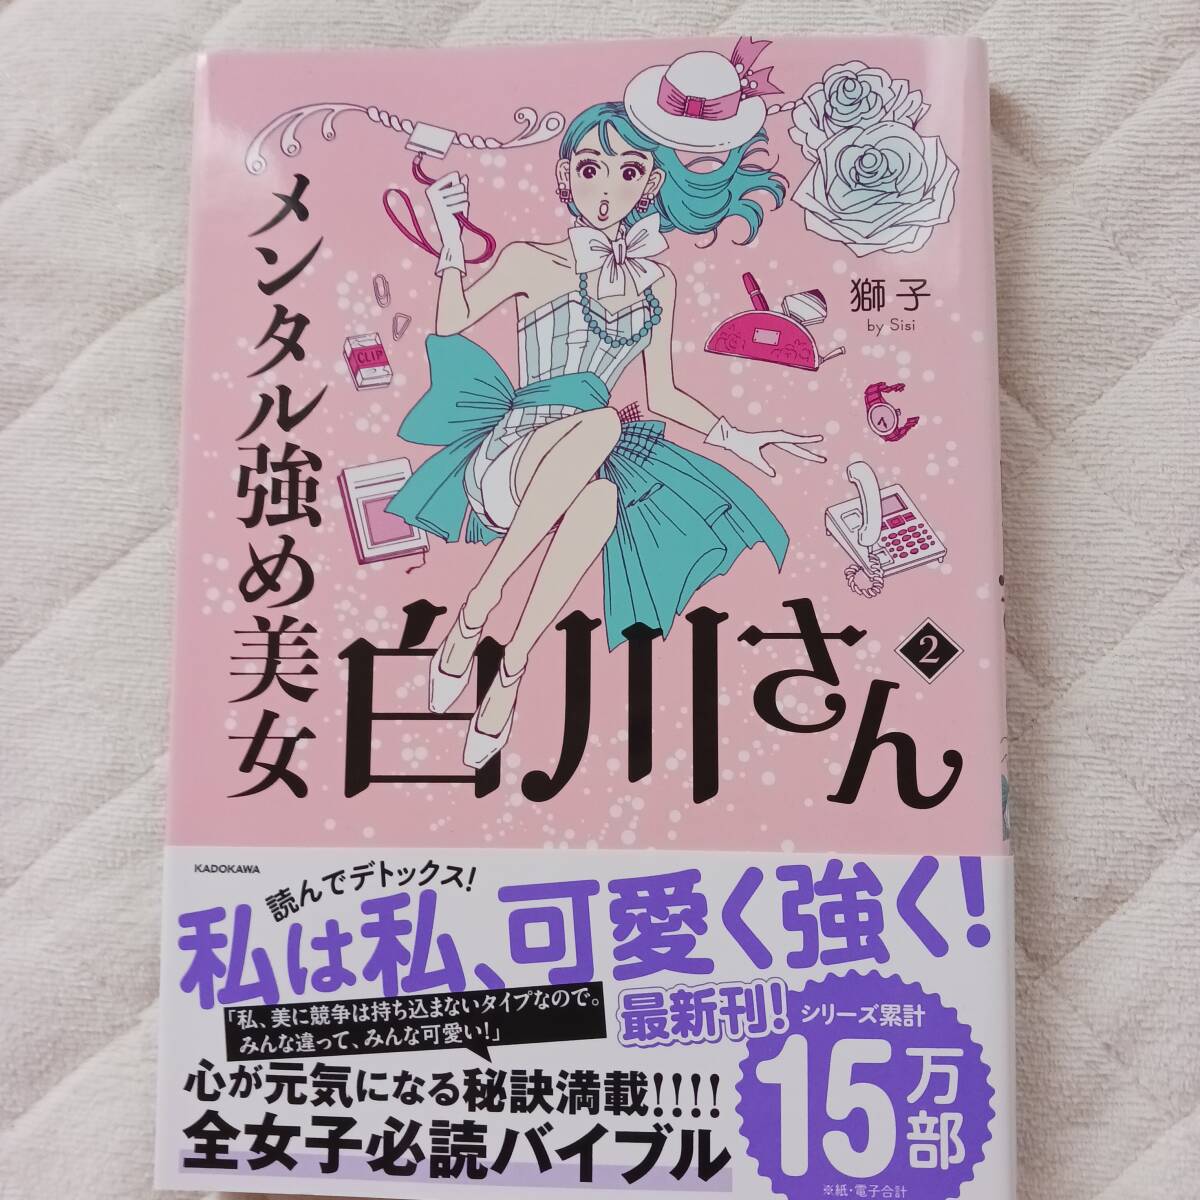 メンタル強め美女
白川さん
2
獅子
by Sisi
CLIP
KADOKAWA
読んでデトックス!
私は私、可愛く強く!
「私、美に競争は持ち込まないタイプなので。
みんな違って、みんな可愛い!」
最新刊!
シリーズ累計
15万部
※紙・電子合計
心が元気になる秘訣満載!!!!
全女子必読バイブル